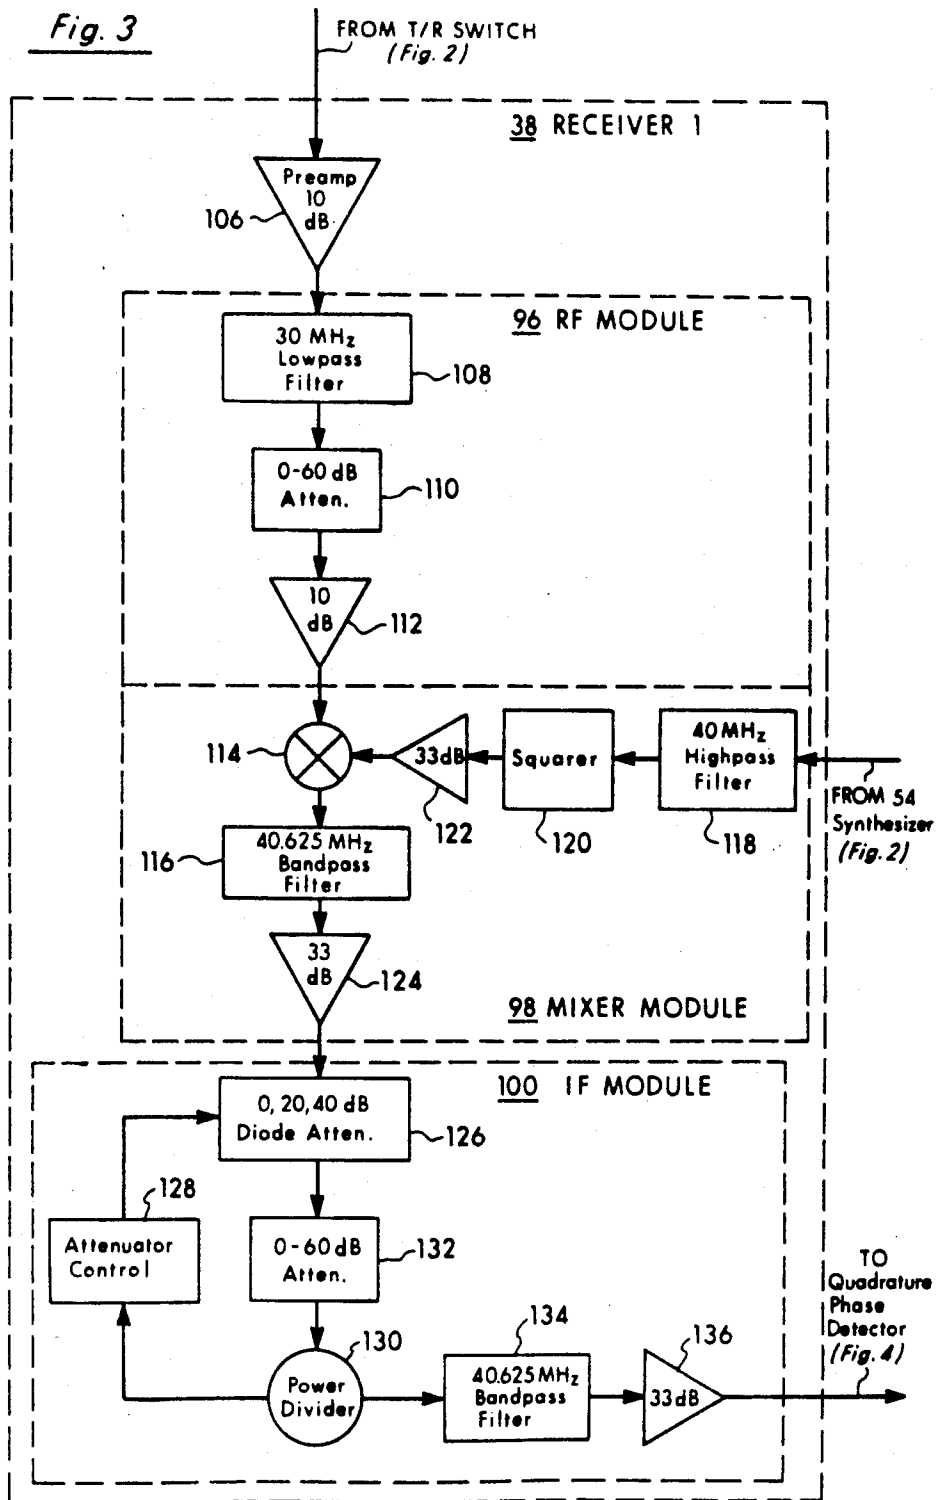 Fig. 3
FROM T/R SWITCH
(Fig. 2)
38 RECEIVER 1
Preamp
10
dB
106
96 RF MODULE
30 MHz
Lowpass
Filter
108
0-60 dB
Atten.
110
10
dB
112
114
33dB
122
Squarer
120
40 MHz
Highpass
Filter
118
FROM 54
Synthesizer
(Fig. 2)
116
40.625 MHz
Bandpass
Filter
33
dB
124
98 MIXER MODULE
100 IF MODULE
0, 20, 40 dB
Diode Atten.
126
128
Attenuator
Control
0-60 dB
Atten.
132
130
Power
Divider
134
40.625 MHz
Bandpass
Filter
136
33dB
TO
Quadrature
Phase
Detector
(Fig. 4)